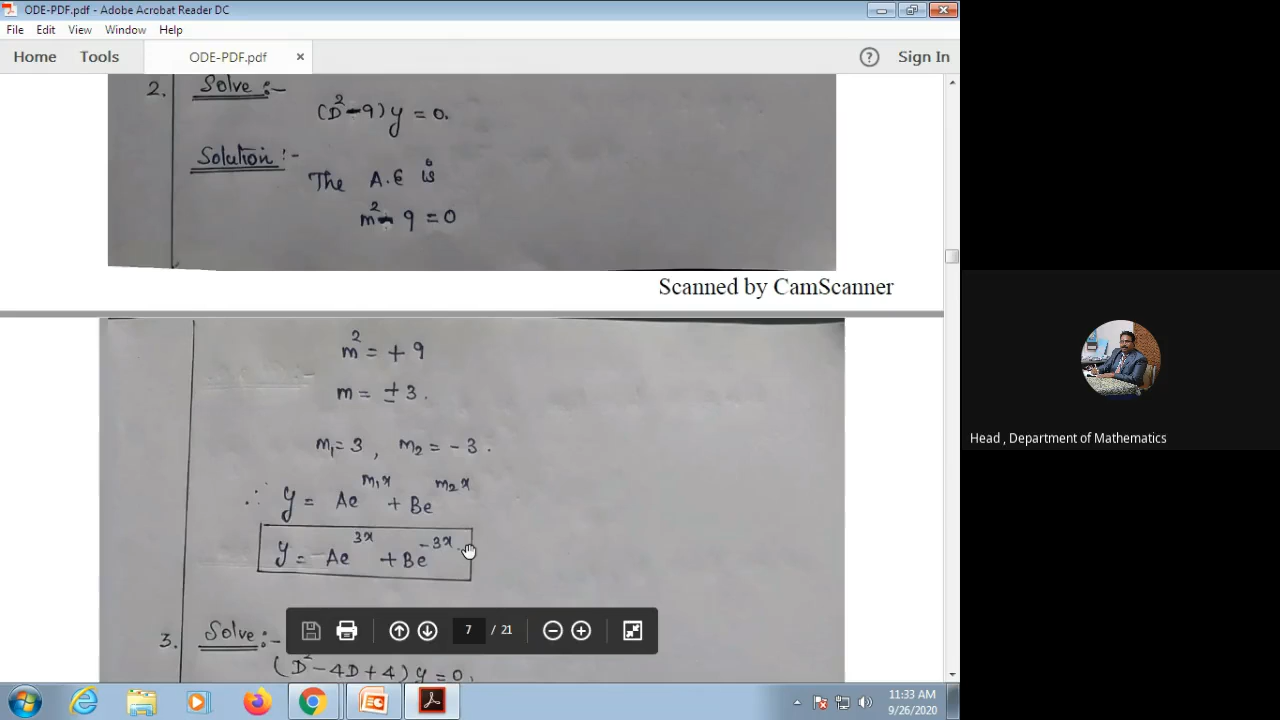 ODE-PDF.pdf - Adobe Acrobat Reader DC
File Edit View Window Help
Home Tools ODE-PDF.pdf × ? Sign In
2. Solve :-
(D²-9)y = 0.
Solution :-
The A.E is
m² - 9 = 0
Scanned by CamScanner
m² = + 9
m = ± 3.
m₁ = 3, m₂ = - 3.
∴ y = Ae^{m₁x} + Be^{m₂x}
y = Ae^{3x} + Be^{-3x}.
3. Solve :-
(D² - 4D + 4) y = 0.
7 / 21
Head , Department of Mathematics
11:33 AM
9/26/2020